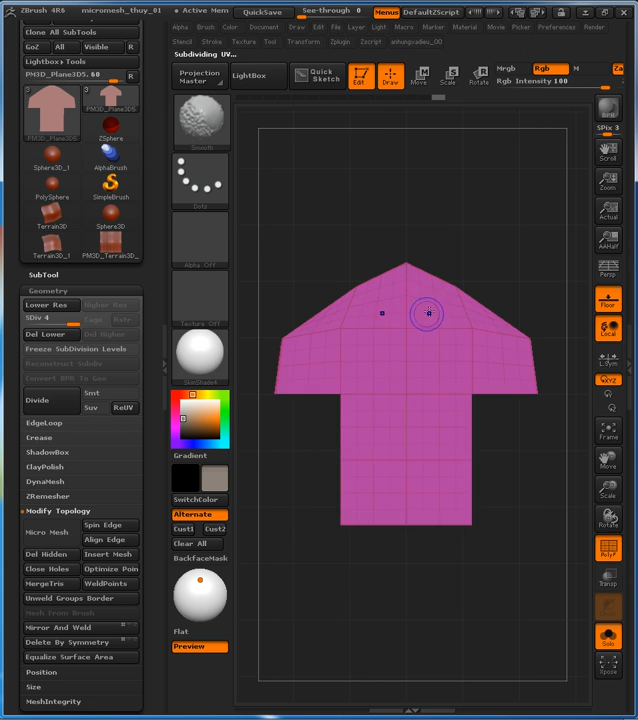 ZBrush 4R6 micromesh_thuy_01 • Active Mem QuickSave See-through 0 Menus DefaultZScript
Alpha Brush Color Document Draw Edit File Layer Light Macro Marker Material Movie Picker Preferences Render
Stencil Stroke Texture Tool Transform Zplugin Zscript anhungvadieu_00
Subdividing UV...
Projection Master
LightBox
Quick Sketch
Edit
Draw
Move
Scale
Rotate
Mrgb Rgb M Za
Rgb Intensity 100
Clone All SubTools
GoZ All Visible R
Lightbox▸Tools
PM3D_Plane3D5. 60 R
3
3
PM3D_Plane3D5
PM3D_Plane3D5
ZSphere
Sphere3D_1
AlphaBrush
PolySphere
SimpleBrush
Terrain3D
Sphere3D
Terrain3D_1
PM3D_Terrain3D_
SubTool
Geometry
Lower Res Higher Res
SDiv 4 Cage Rstr
Del Lower Del Higher
Freeze SubDivision Levels
Reconstruct Subdiv
Convert BPR To Geo
Divide
Smt
Suv ReUV
EdgeLoop
Crease
ShadowBox
ClayPolish
DynaMesh
ZRemesher
Modify Topology
Micro Mesh
Spin Edge
Align Edge
Del Hidden Insert Mesh
Close Holes Optimize Poin
MergeTris WeldPoints
Unweld Groups Border
Mesh From Brush
Mirror And Weld
Delete By Symmetry
Equalize Surface Area
Position
Size
MeshIntegrity
Smooth
Dots
Alpha Off
Texture Off
SkinShade4
Gradient
SwitchColor
Alternate
Cust1 Cust2
Clear All
BackfaceMask
Flat
Preview
BPR
SPix 3
Scroll
Zoom
Actual
AAHalf
Persp
Floor
Local
L.Sym
XYZ
Frame
Move
Scale
Rotate
PolyF
Transp
Solo
Xpose